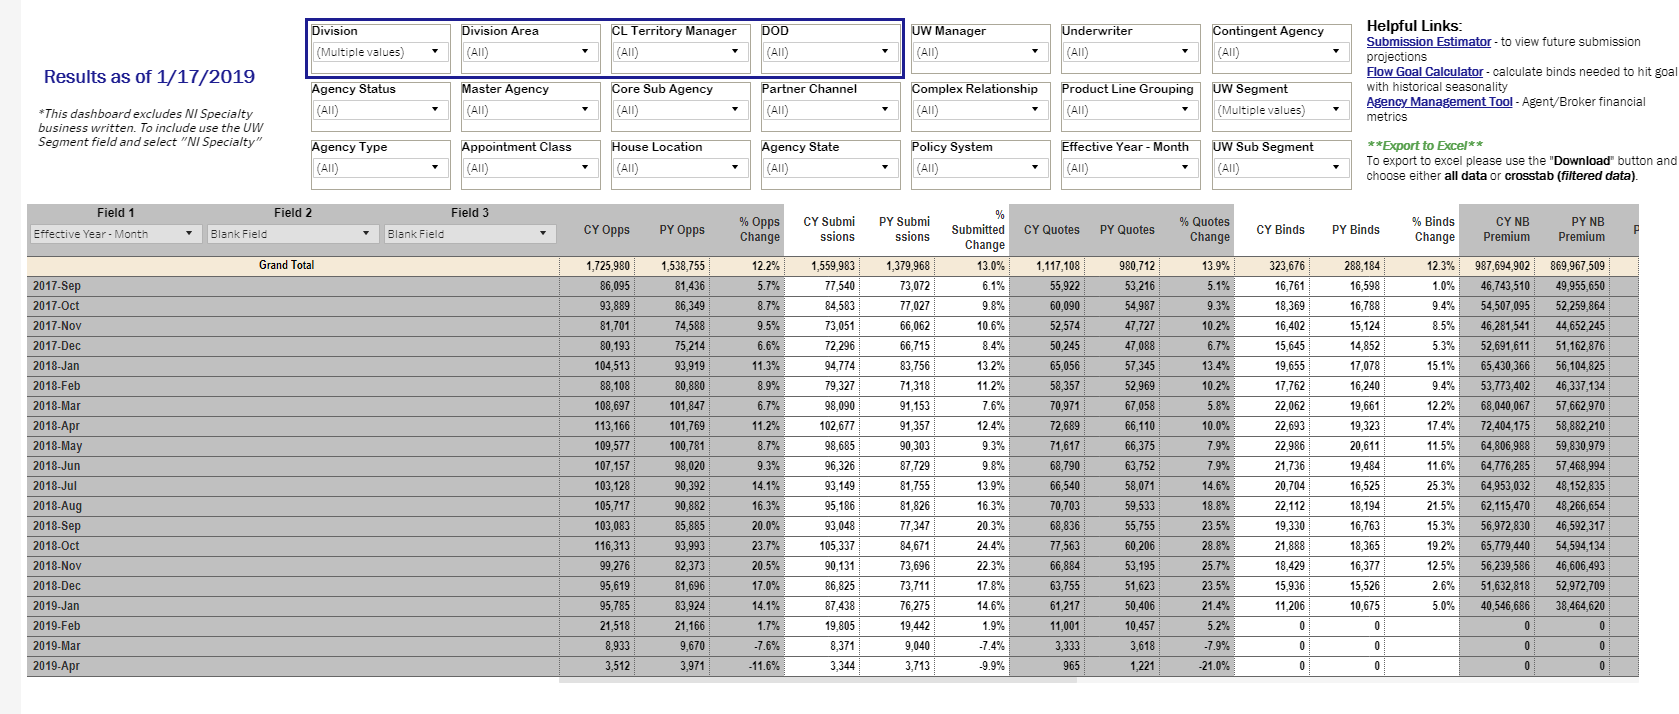 Division Division Area CL Territory Manager DOD UW Manager Underwriter Contingent Agency
(Multiple values) (All) (All) (All) (All) (All) (All)
Agency Status Master Agency Core Sub Agency Partner Channel Complex Relationship Product Line Grouping UW Segment
(All) (All) (All) (All) (All) (All) (Multiple values)
Agency Type Appointment Class House Location Agency State Policy System Effective Year - Month UW Sub Segment
(All) (All) (All) (All) (All) (All) (All)
Results as of 1/17/2019
*This dashboard excludes NI Specialty
business written. To include use the UW
Segment field and select "NI Specialty"
Helpful Links:
Submission Estimator - to view future submission
projections
Flow Goal Calculator - calculate binds needed to hit goal
with historical seasonality
Agency Management Tool - Agent/Broker financial
metrics
**Export to Excel**
To export to excel please use the "Download" button and
choose either all data or crosstab (filtered data).
Field 1 Field 2 Field 3
Effective Year - Month Blank Field Blank Field
CY Opps PY Opps % Opps Change CY Submi ssions PY Submi ssions % Submitted Change CY Quotes PY Quotes % Quotes Change CY Binds PY Binds % Binds Change CY NB Premium PY NB Premium P
Grand Total 1,725,980 1,538,755 12.2% 1,559,983 1,379,968 13.0% 1,117,108 980,712 13.9% 323,676 288,184 12.3% 987,694,902 869,967,509
2017-Sep 86,095 81,436 5.7% 77,540 73,072 6.1% 55,922 53,216 5.1% 16,761 16,598 1.0% 46,743,510 49,955,650
2017-Oct 93,889 86,349 8.7% 84,583 77,027 9.8% 60,090 54,987 9.3% 18,369 16,788 9.4% 54,507,095 52,259,864
2017-Nov 81,701 74,588 9.5% 73,051 66,062 10.6% 52,574 47,727 10.2% 16,402 15,124 8.5% 46,281,541 44,652,245
2017-Dec 80,193 75,214 6.6% 72,296 66,715 8.4% 50,245 47,088 6.7% 15,645 14,852 5.3% 52,691,611 51,162,876
2018-Jan 104,513 93,919 11.3% 94,774 83,756 13.2% 65,056 57,345 13.4% 19,655 17,078 15.1% 65,430,366 56,104,825
2018-Feb 88,108 80,880 8.9% 79,327 71,318 11.2% 58,357 52,969 10.2% 17,762 16,240 9.4% 53,773,402 46,337,134
2018-Mar 108,697 101,847 6.7% 98,090 91,153 7.6% 70,971 67,058 5.8% 22,062 19,661 12.2% 68,040,067 57,662,970
2018-Apr 113,166 101,769 11.2% 102,677 91,357 12.4% 72,689 66,110 10.0% 22,693 19,323 17.4% 72,404,175 58,882,210
2018-May 109,577 100,781 8.7% 98,685 90,303 9.3% 71,617 66,375 7.9% 22,986 20,611 11.5% 64,806,988 59,830,979
2018-Jun 107,157 98,020 9.3% 96,326 87,729 9.8% 68,790 63,752 7.9% 21,736 19,484 11.6% 64,776,285 57,468,994
2018-Jul 103,128 90,392 14.1% 93,149 81,755 13.9% 66,540 58,071 14.6% 20,704 16,525 25.3% 64,953,032 48,152,835
2018-Aug 105,717 90,882 16.3% 95,186 81,826 16.3% 70,703 59,533 18.8% 22,112 18,194 21.5% 62,115,470 48,266,654
2018-Sep 103,083 85,885 20.0% 93,048 77,347 20.3% 68,836 55,755 23.5% 19,330 16,763 15.3% 56,972,830 46,592,317
2018-Oct 116,313 93,993 23.7% 105,337 84,671 24.4% 77,563 60,206 28.8% 21,888 18,365 19.2% 65,779,440 54,594,134
2018-Nov 99,276 82,373 20.5% 90,131 73,696 22.3% 66,884 53,195 25.7% 18,429 16,377 12.5% 56,239,586 46,606,493
2018-Dec 95,619 81,696 17.0% 86,825 73,711 17.8% 63,755 51,623 23.5% 15,936 15,526 2.6% 51,632,818 52,972,709
2019-Jan 95,785 83,924 14.1% 87,438 76,275 14.6% 61,217 50,406 21.4% 11,206 10,675 5.0% 40,546,686 38,464,620
2019-Feb 21,518 21,166 1.7% 19,805 19,442 1.9% 11,001 10,457 5.2% 0 0 0 0
2019-Mar 8,933 9,670 -7.6% 8,371 9,040 -7.4% 3,333 3,618 -7.9% 0 0 0 0
2019-Apr 3,512 3,971 -11.6% 3,344 3,713 -9.9% 965 1,221 -21.0% 0 0 0 0